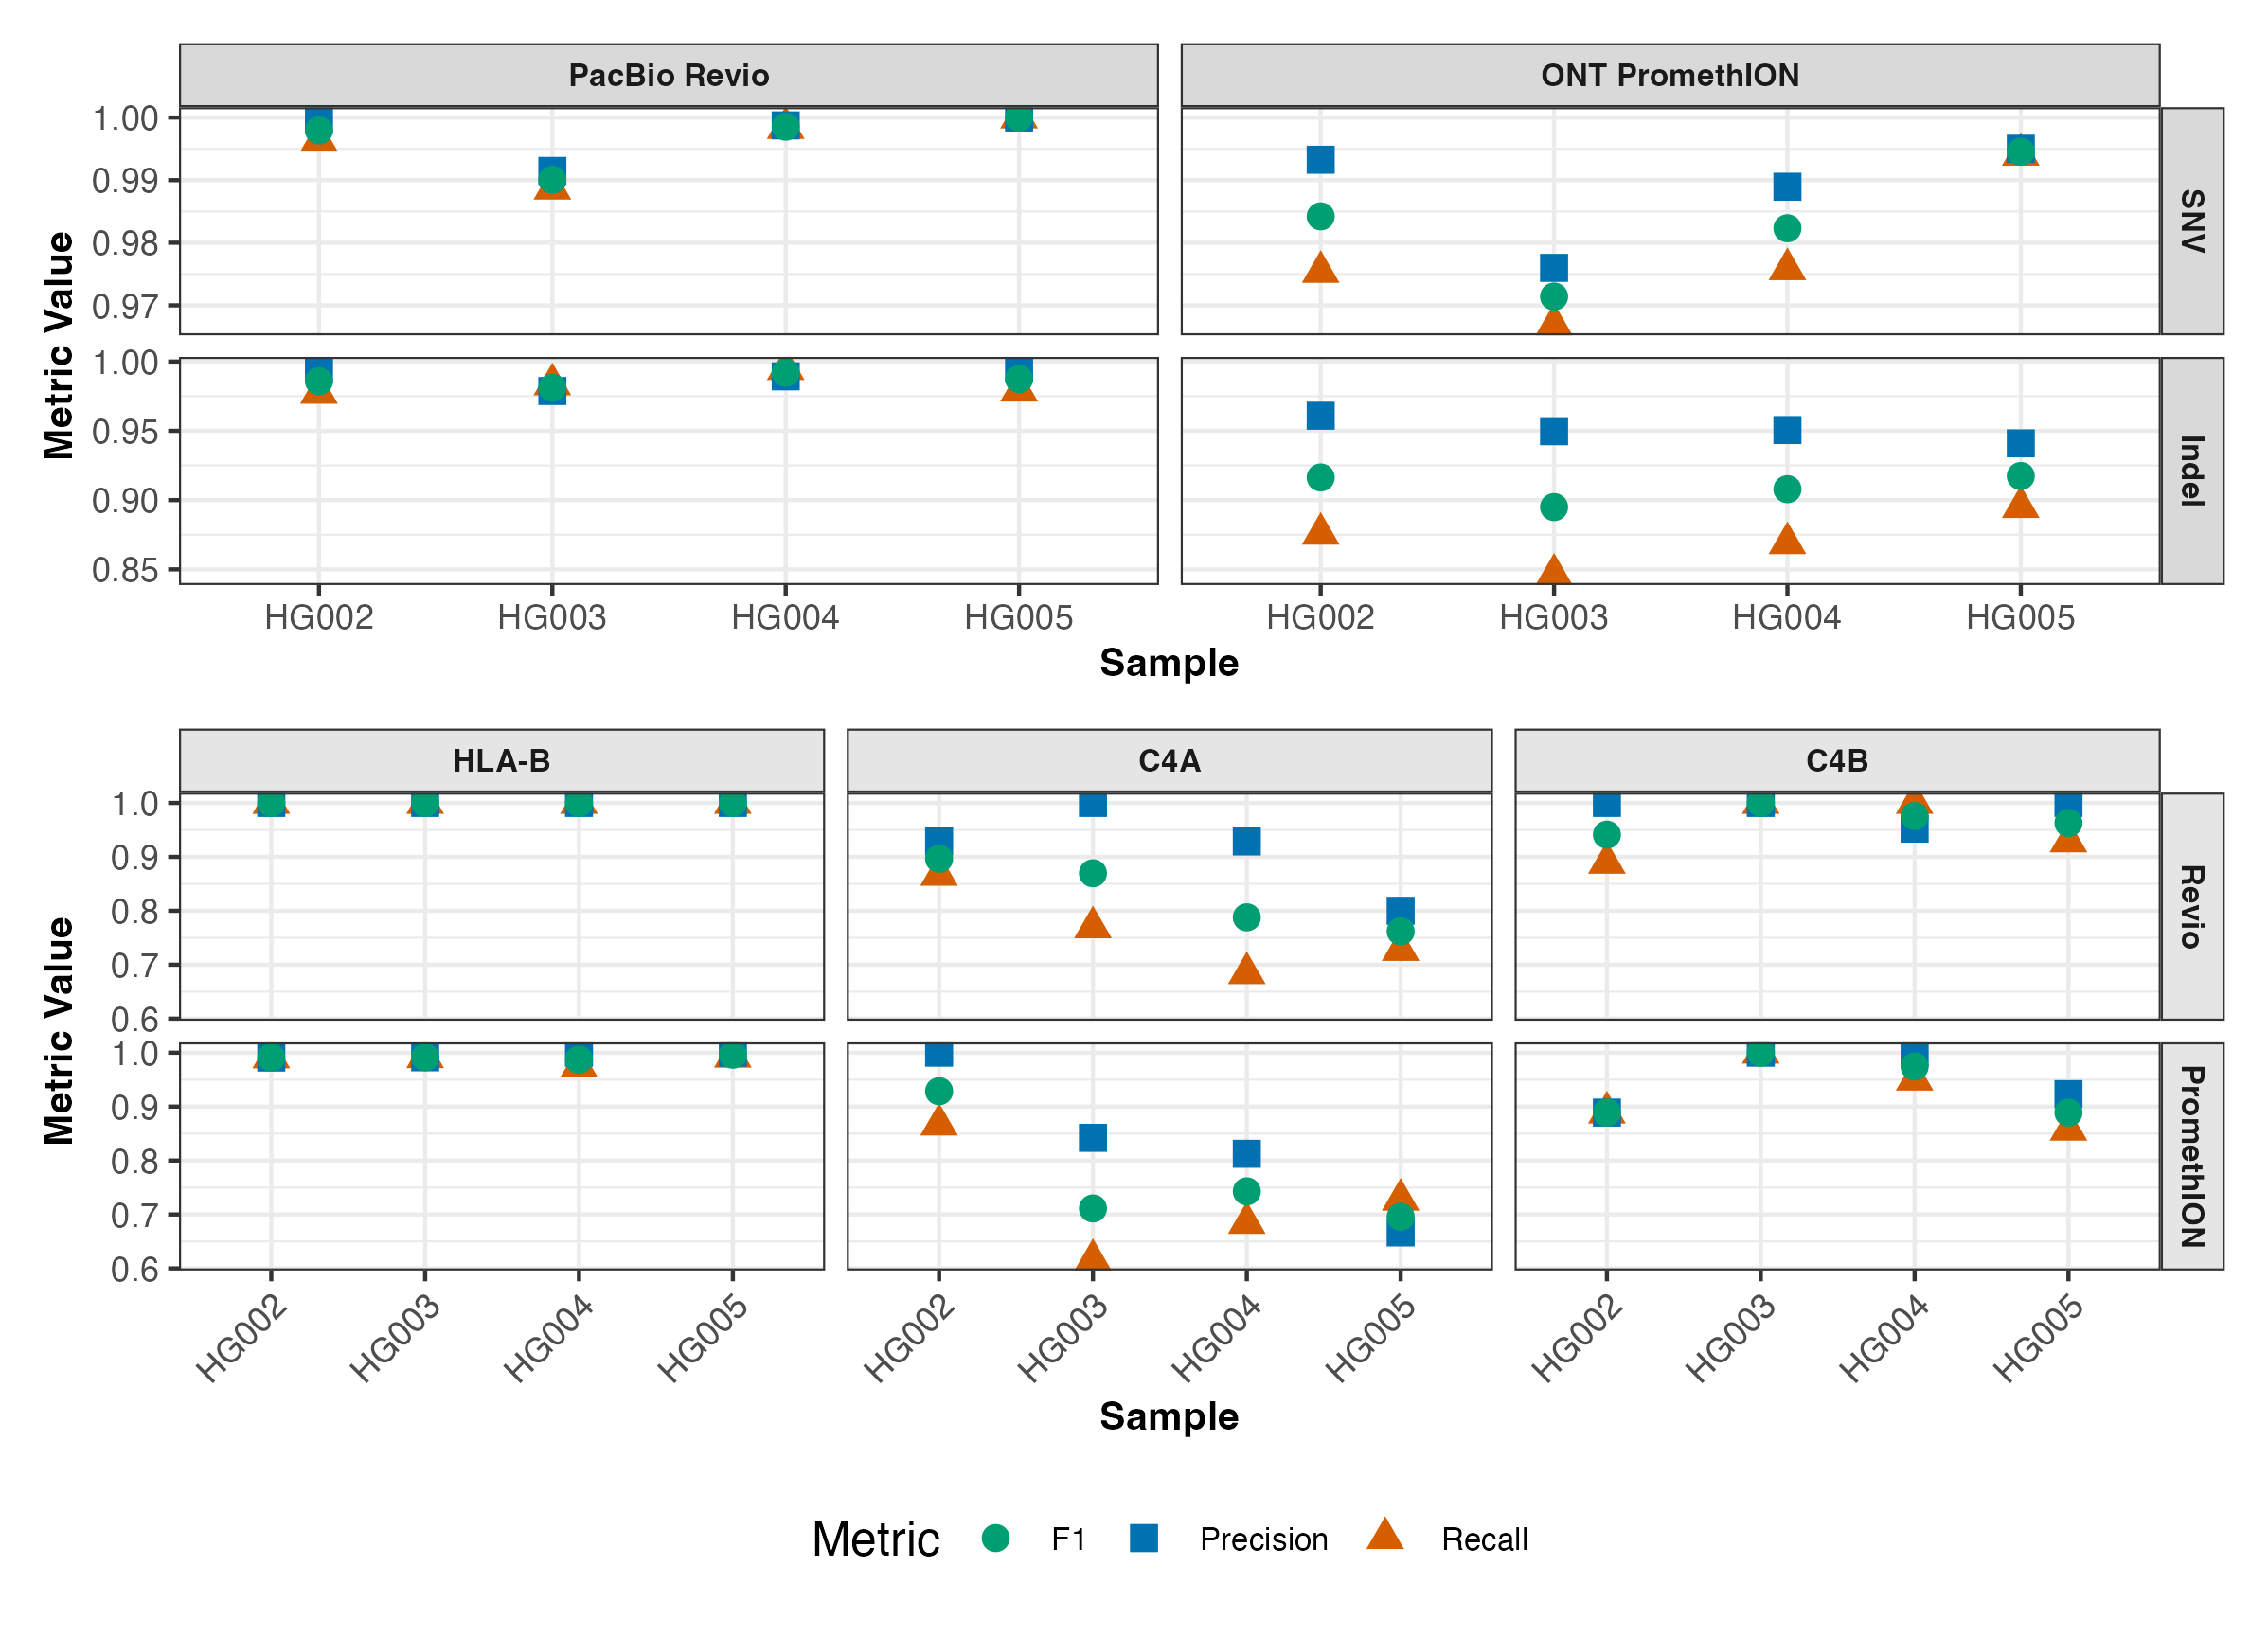 PacBio Revio
ONT PromethION
1.00
0.99
0.98
0.97
SNV
Metric Value
1.00
0.95
0.90
0.85
Indel
HG002 HG003 HG004 HG005 HG002 HG003 HG004 HG005
Sample
HLA-B
C4A
C4B
1.0
0.9
0.8
0.7
0.6
Revio
Metric Value
1.0
0.9
0.8
0.7
0.6
PromethION
HG002 HG003 HG004 HG005 HG002 HG003 HG004 HG005 HG002 HG003 HG004 HG005
Sample
Metric F1 Precision Recall